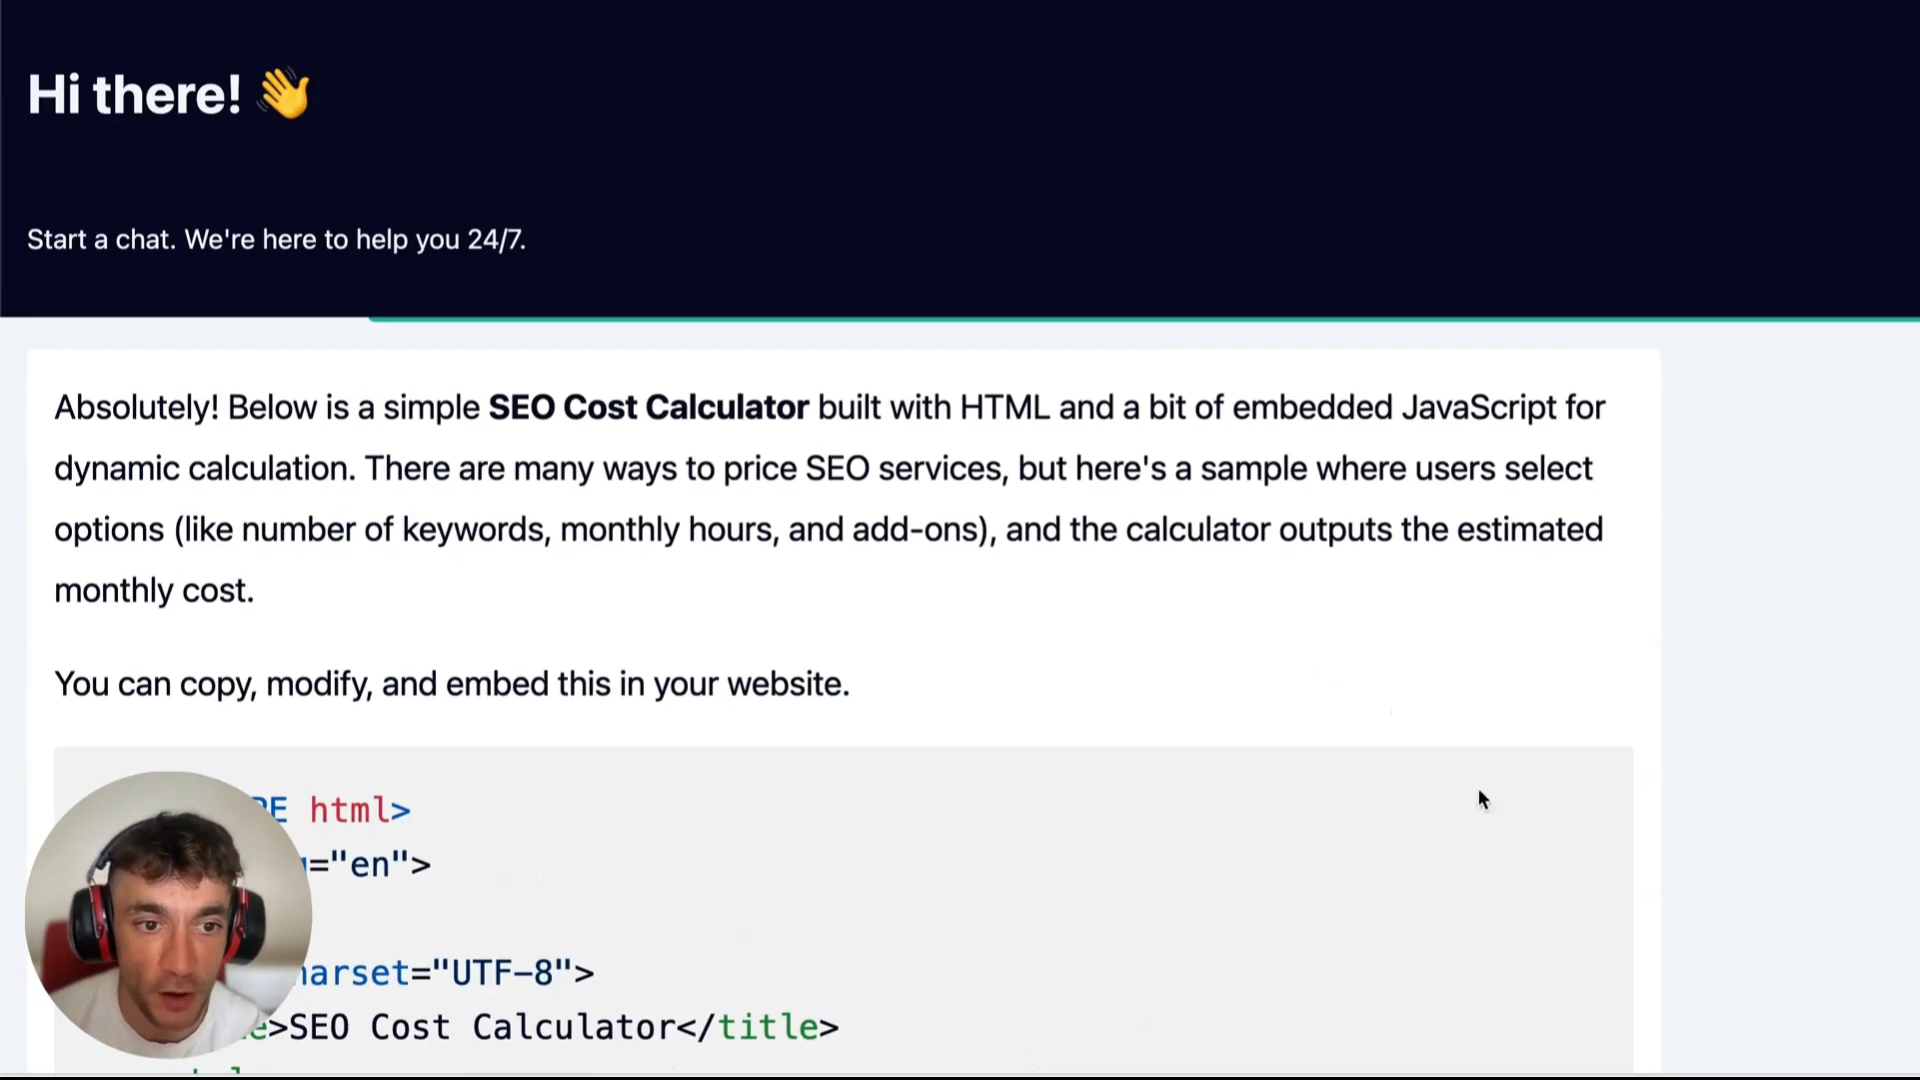 Hi there! 👋
Start a chat. We're here to help you 24/7.
Absolutely! Below is a simple SEO Cost Calculator built with HTML and a bit of embedded JavaScript for
dynamic calculation. There are many ways to price SEO services, but here's a sample where users select
options (like number of keywords, monthly hours, and add-ons), and the calculator outputs the estimated
monthly cost.
You can copy, modify, and embed this in your website.
html>
="en">
harset="UTF-8">
e>SEO Cost Calculator</title>